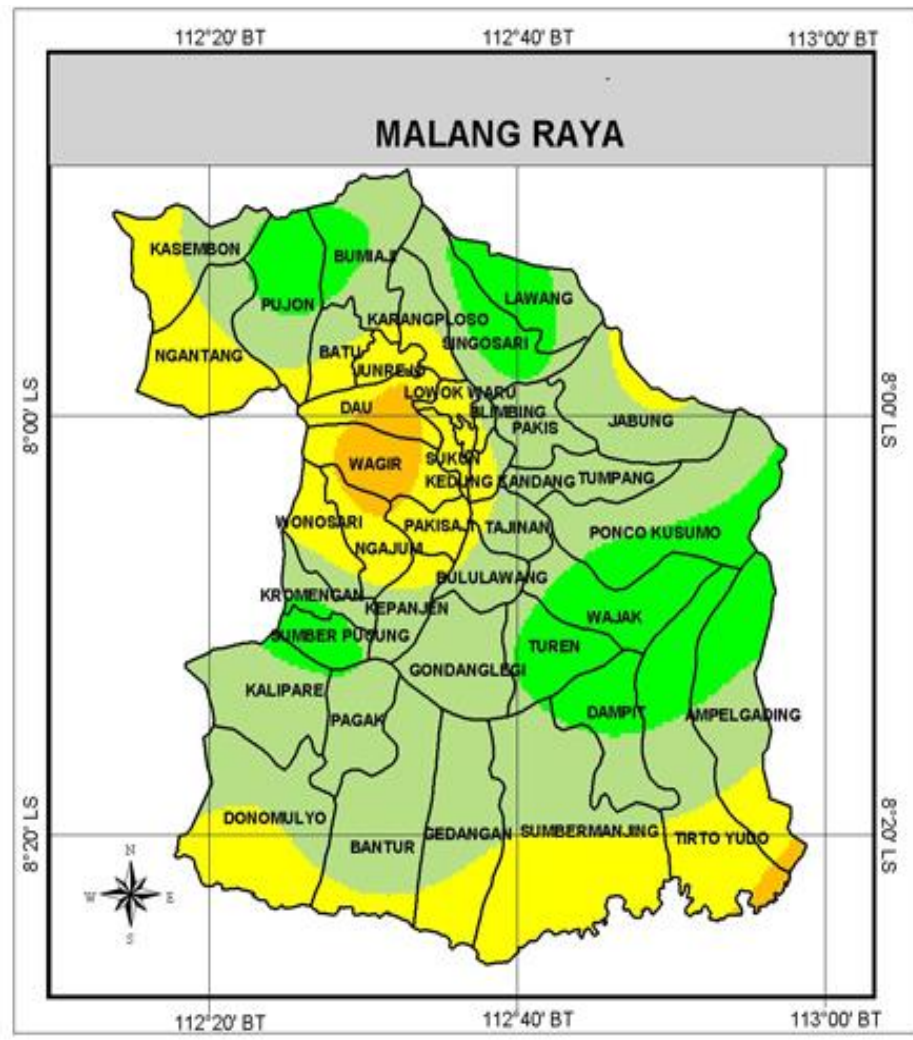 112°20' BT
112°40' BT
113°00' BT
MALANG RAYA
KASEMBON
BUMIAJI
PUJON
LAWANG
KARANGPLOSO
SINGOSARI
NGANTANG
BATU
JUNREJO
LOWOK WARU
DAU
BLIMBING
PAKIS
JABUNG
8°00' LS
8°00' LS
WAGIR
SUKUN
KEDUNG KANDANG
TUMPANG
WONOSARI
PAKISAJI
TAJINAN
PONCO KUSUMO
NGAJUM
BULULAWANG
KROMENGAN
KEPANJEN
WAJAK
SUMBER PUCUNG
TUREN
GONDANGLEGI
KALIPARE
PAGAK
DAMPIT
AMPELGADING
DONOMULYO
BANTUR
GEDANGAN
SUMBERMANJING
TIRTO YUDO
8°20' LS
8°20' LS
N
W
E
S
112°20' BT
112°40' BT
113°00' BT